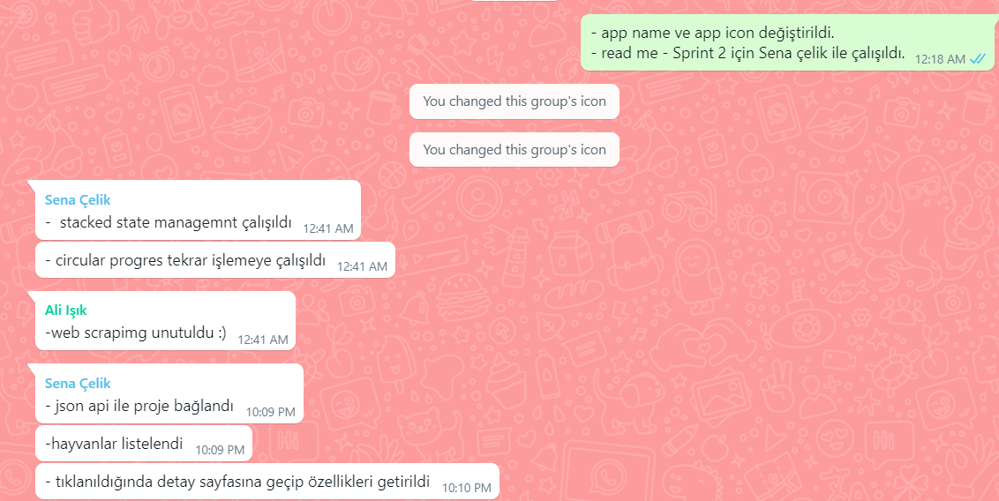 - app name ve app icon değiştirildi.
- read me - Sprint 2 için Sena çelik ile çalışıldı. 12:18 AM
You changed this group's icon
You changed this group's icon
Sena Çelik
- stacked state managemnt çalışıldı 12:41 AM
- circular progres tekrar işlemeye çalışıldı 12:41 AM
Ali Işık
-web scrapimg unutuldu :) 12:41 AM
Sena Çelik
- json api ile proje bağlandı 10:09 PM
-hayvanlar listelendi 10:09 PM
- tıklanıldığında detay sayfasına geçip özellikleri getirildi 10:10 PM